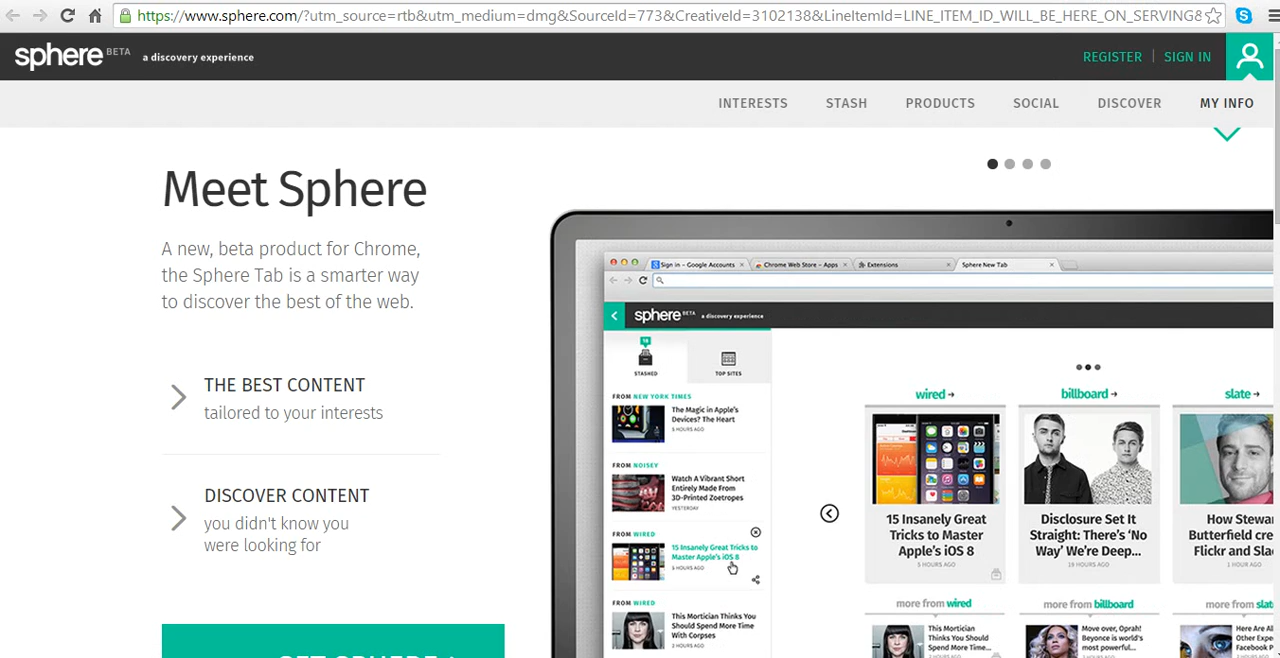 https://www.sphere.com/?utm_source=rtb&utm_medium=dmg&SourceId=773&CreativeId=3102138&LineItemId=LINE_ITEM_ID_WILL_BE_HERE_ON_SERVING&
sphere BETA a discovery experience
REGISTER | SIGN IN
INTERESTS STASH PRODUCTS SOCIAL DISCOVER MY INFO
Meet Sphere
A new, beta product for Chrome,
the Sphere Tab is a smarter way
to discover the best of the web.
THE BEST CONTENT
tailored to your interests
DISCOVER CONTENT
you didn't know you
were looking for
GET SPHERE
Sign in - Google Accounts
Chrome Web Store - Apps
Extensions
Sphere New Tab
sphere BETA a discovery experience
STASHED
TOP SITES
FROM NEW YORK TIMES
The Magic in Apple's
Devices? The Heart
5 HOURS AGO
FROM NOISEY
Watch A Vibrant Short
Entirely Made From
3D-Printed Zoetropes
YESTERDAY
FROM WIRED
15 Insanely Great Tricks to
Master Apple's iOS 8
5 HOURS AGO
FROM WIRED
This Mortician Thinks You
Should Spend More Time
With Corpses
wired
15 Insanely Great
Tricks to Master
Apple's iOS 8
5 HOURS AGO
more from wired
This Mortician
Thinks You Should
Spend More Time...
billboard
Disclosure Set It
Straight: There's 'No
Way' We're Deep...
16 HOURS AGO
more from billboard
Move over, Oprah!
Beyonce is world's
most powerful...
slate
How Stewar
Butterfield cre
Flickr and Sla
1 HOUR AGO
more from slat
Here Are Al
Other Expe
Facebook P